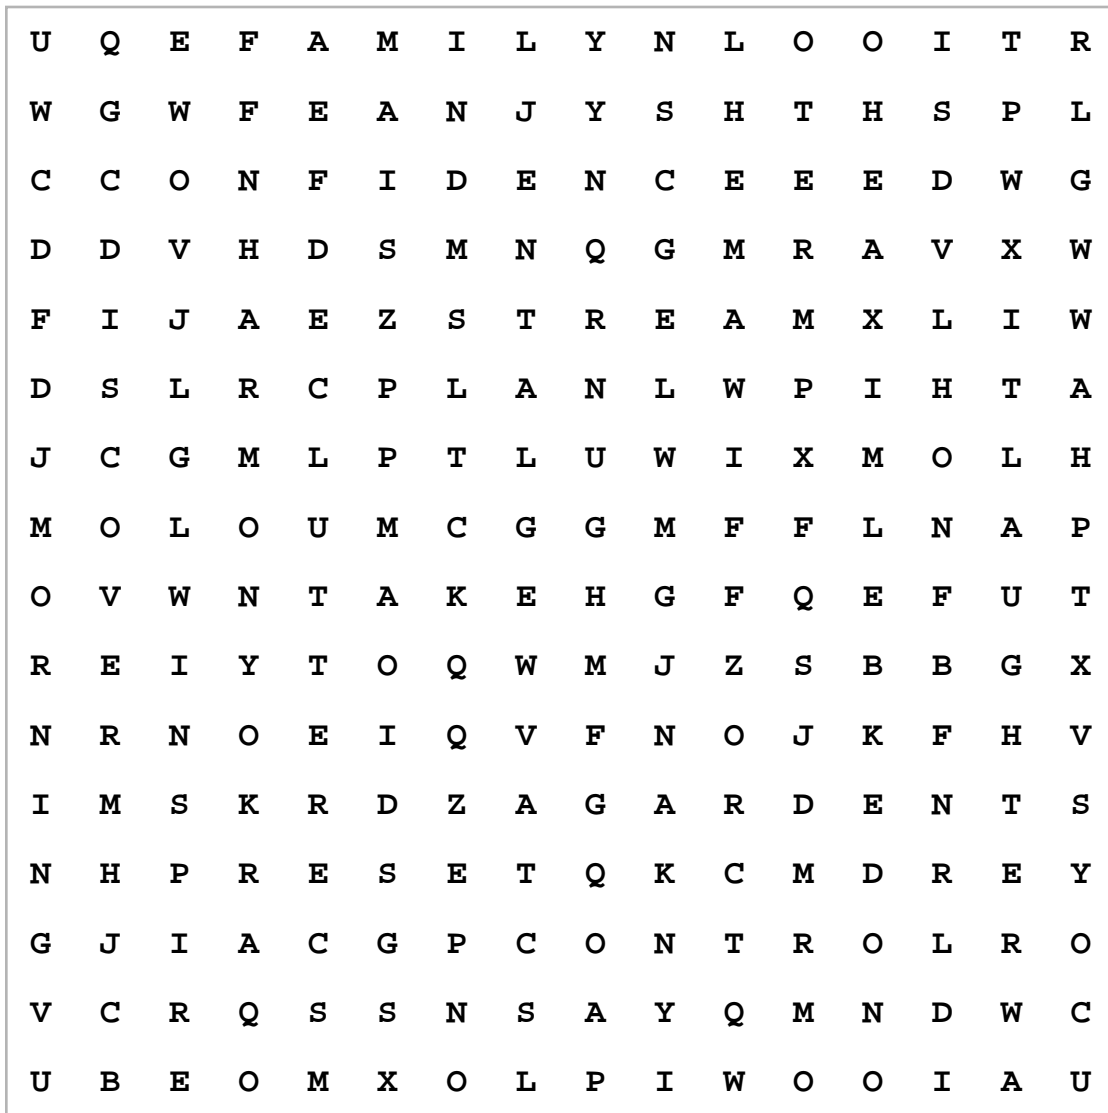 U Q E F A M I L Y N L O O I T R
W G W F E A N J Y S H T H S P L
C C O N F I D E N C E E E D W G
D D V H D S M N Q G M R A V X W
F I J A E Z S T R E A M X L I W
D S L R C P L A N L W P I H T A
J C G M L P T L U W I X M O L H
M O L O U M C G G M F F L N A P
O V W N T A K E H G F Q E F U T
R E I Y T O Q W M J Z S B B G X
N R N O E I Q V F N O J K F H V
I M S K R D Z A G A R D E N T S
N H P R E S E T Q K C M D R E Y
G J I A C G P C O N T R O L R O
V C R Q S S N S A Y Q M N D W C
U B E O M X O L P I W O O I A U